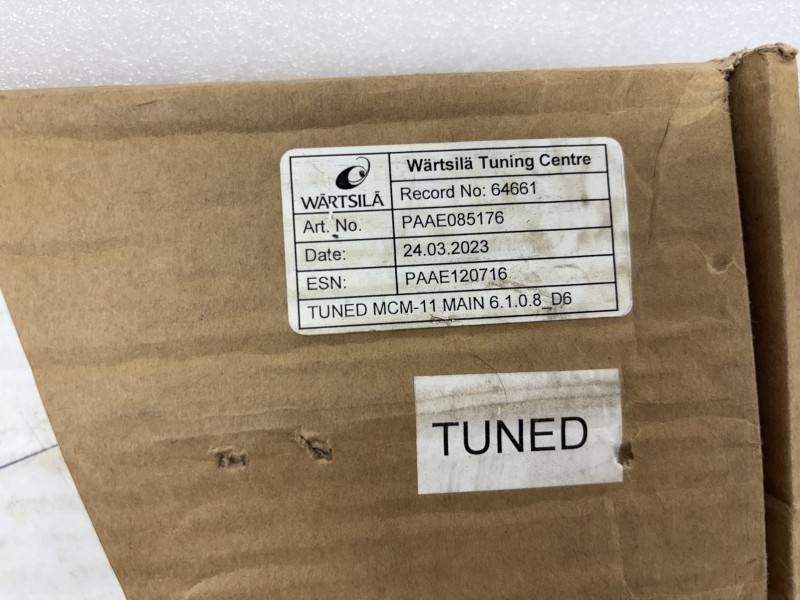 WÄRTSILÄ
Wärtsilä Tuning Centre
Record No: 64661
Art. No. PAAE085176
Date: 24.03.2023
ESN: PAAE120716
TUNED MCM-11 MAIN 6.1.0.8_D6
TUNED